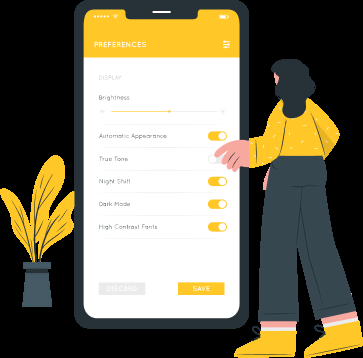 PREFERENCES
DISPLAY
Brightness
Automatic Appearance
True Tone
Night Shift
Dark Mode
High Contrast Fonts
DISCARD
SAVE